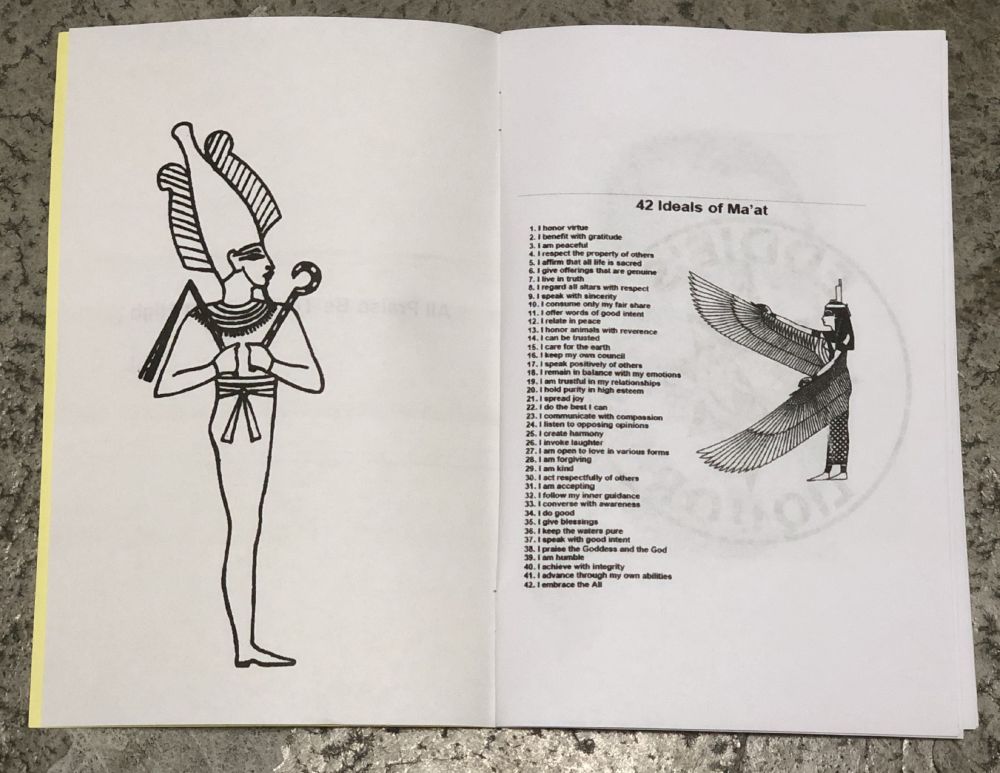 42 Ideals of Ma'at
1. I honor virtue
2. I benefit with gratitude
3. I am peaceful
4. I respect the property of others
5. I affirm that all life is sacred
6. I give offerings that are genuine
7. I live in truth
8. I regard all altars with respect
9. I speak with sincerity
10. I consume only my fair share
11. I offer words of good intent
12. I relate in peace
13. I honor animals with reverence
14. I can be trusted
15. I care for the earth
16. I keep my own council
17. I speak positively of others
18. I remain in balance with my emotions
19. I am trustful in my relationships
20. I hold purity in high esteem
21. I spread joy
22. I do the best I can
23. I communicate with compassion
24. I listen to opposing opinions
25. I create harmony
26. I invoke laughter
27. I am open to love in various forms
28. I am forgiving
29. I am kind
30. I act respectfully of others
31. I am accepting
32. I follow my inner guidance
33. I converse with awareness
34. I do good
35. I give blessings
36. I keep the waters pure
37. I speak with good intent
38. I praise the Goddess and the God
39. I am humble
40. I achieve with integrity
41. I advance through my own abilities
42. I embrace the All